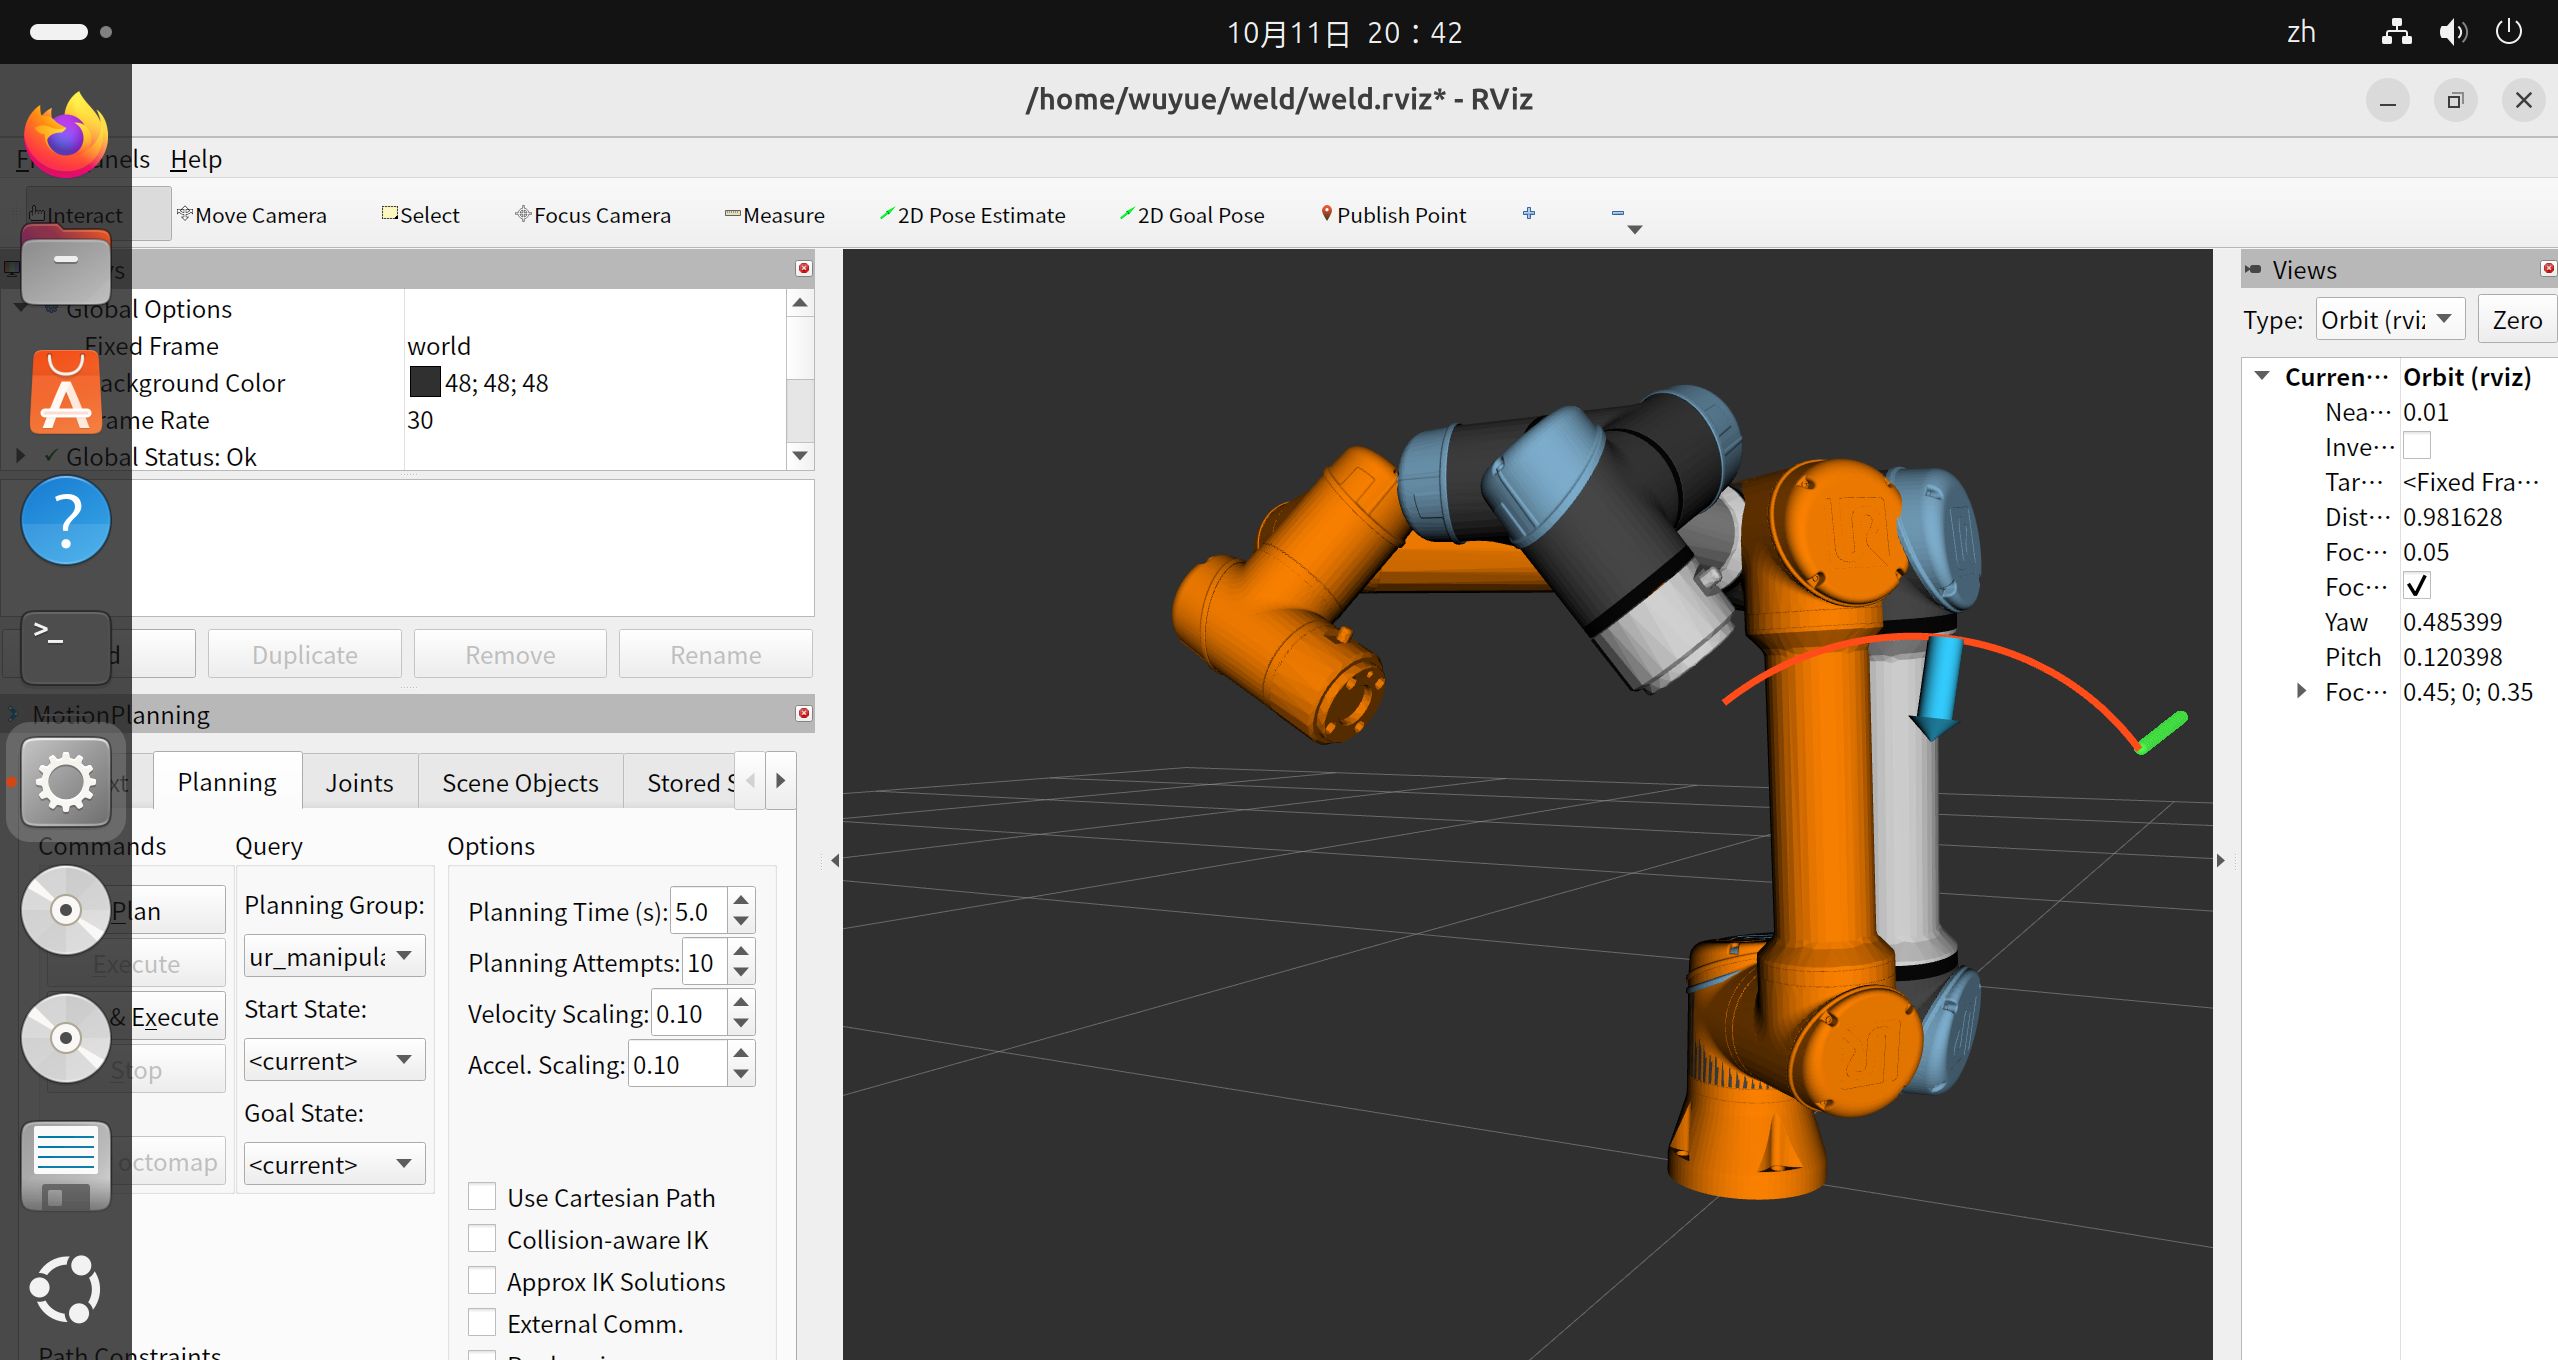 10月11日 20：42
zh
/home/wuyue/weld/weld.rviz* - RViz
Help
Interact
Move Camera
Select
Focus Camera
Measure
2D Pose Estimate
2D Goal Pose
Publish Point
Global Options
Fixed Frame world
Background Color 48; 48; 48
Frame Rate 30
Global Status: Ok
Duplicate
Remove
Rename
MotionPlanning
Planning
Joints
Scene Objects
Stored S
Commands
Query
Options
Plan
Execute
& Execute
Stop
octomap
Planning Group:
ur_manipula
Start State:
<current>
Goal State:
<current>
Planning Time (s): 5.0
Planning Attempts: 10
Velocity Scaling: 0.10
Accel. Scaling: 0.10
Use Cartesian Path
Collision-aware IK
Approx IK Solutions
External Comm.
Path Constraints
Views
Type: Orbit (rviz
Zero
Curren… Orbit (rviz)
Nea… 0.01
Inve…
Tar… <Fixed Fra…
Dist… 0.981628
Foc… 0.05
Foc…
Yaw 0.485399
Pitch 0.120398
Foc… 0.45; 0; 0.35